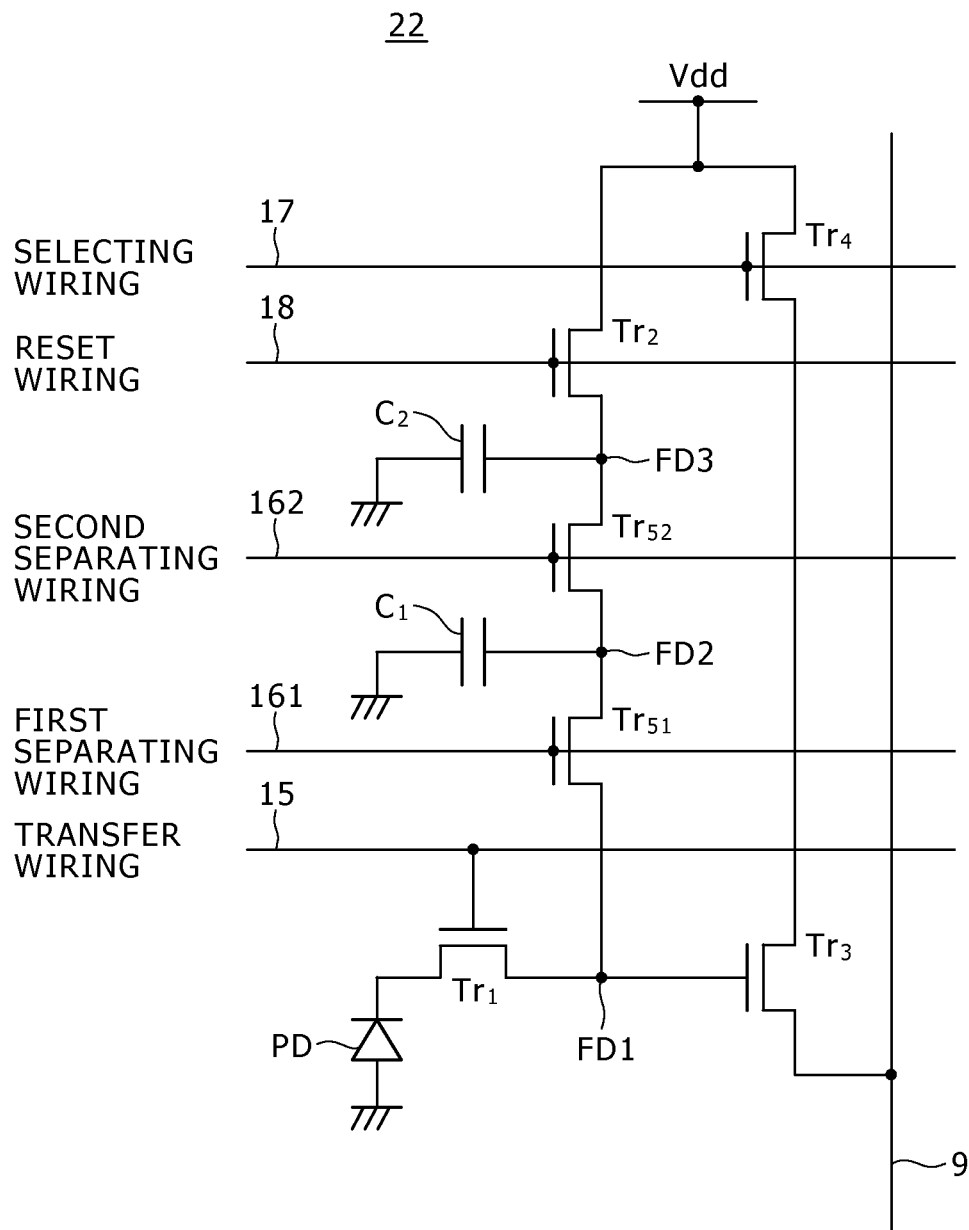 22
Vdd
17
SELECTING
WIRING
Tr4
18
RESET
WIRING
Tr2
C2
FD3
162
SECOND
SEPARATING
WIRING
Tr52
C1
FD2
161
FIRST
SEPARATING
WIRING
Tr51
15
TRANSFER
WIRING
Tr1
Tr3
PD
FD1
9